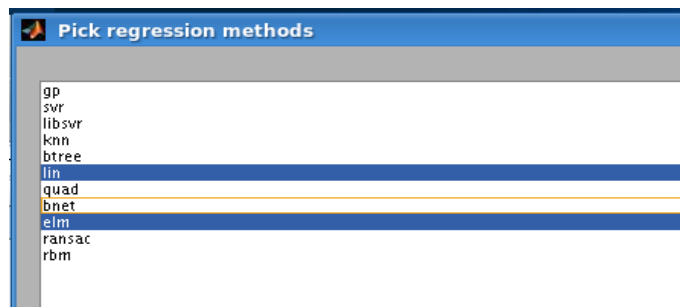 Pick regression methods
gp
svr
libsvr
knn
btree
lin
quad
bnet
elm
ransac
rbm